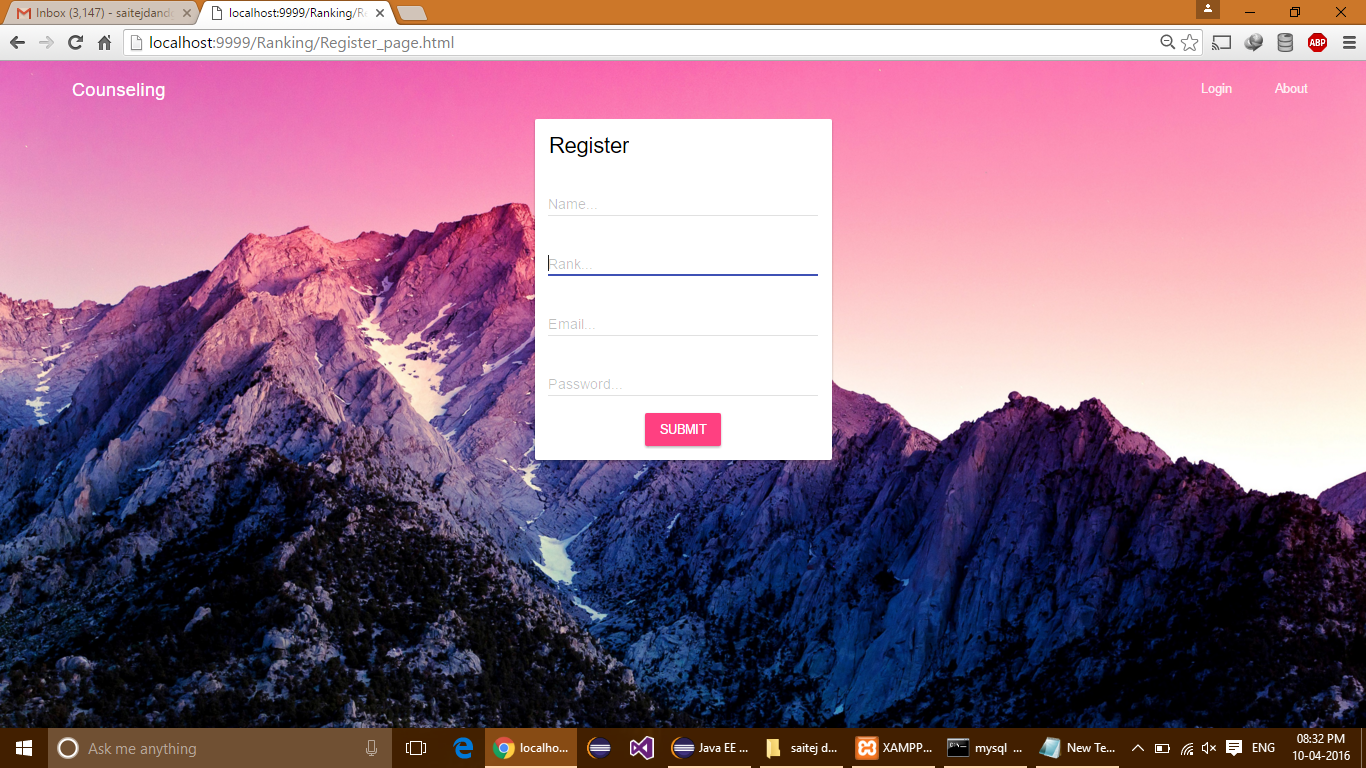 Inbox (3,147) - saitejdand
localhost:9999/Ranking/Re
localhost:9999/Ranking/Register_page.html
ABP
Counseling
Login
About
Register
Name...
Rank...
Email...
Password...
SUBMIT
Ask me anything
localho...
Java EE ...
saitej d...
XAMPP...
mysql ...
New Te...
ENG
08:32 PM
10-04-2016